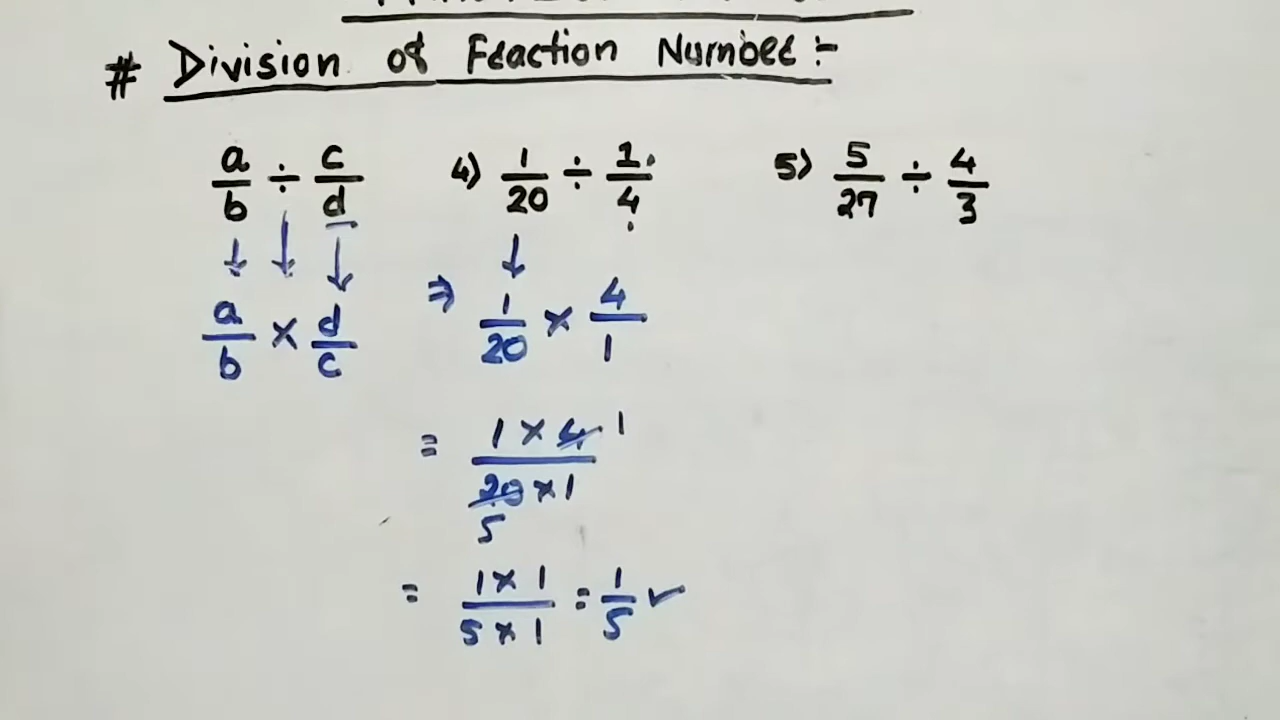 # Division of Fraction Number :-
a/b ÷ c/d
↓ ↓ ↓
a/b × d/c
4) 1/20 ÷ 1/4
↓
⇒ 1/20 × 4/1
= 1 × 4 1 / 20 × 1 5
= 1 × 1 / 5 × 1 = 1/5 ✓
5) 5/27 ÷ 4/3